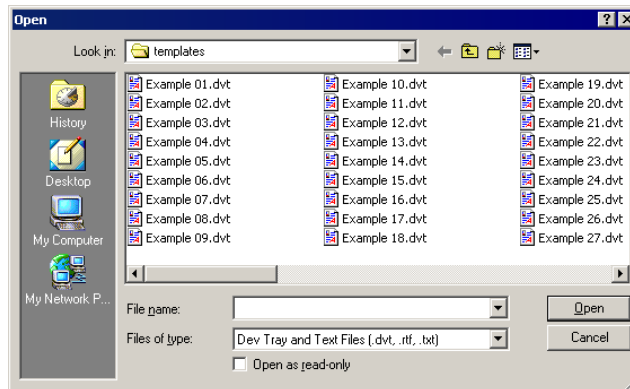 Open
Look in: templates
History
Desktop
My Computer
My Network P...
Example 01.dvt
Example 02.dvt
Example 03.dvt
Example 04.dvt
Example 05.dvt
Example 06.dvt
Example 07.dvt
Example 08.dvt
Example 09.dvt
Example 10.dvt
Example 11.dvt
Example 12.dvt
Example 13.dvt
Example 14.dvt
Example 15.dvt
Example 16.dvt
Example 17.dvt
Example 18.dvt
Example 19.dvt
Example 20.dvt
Example 21.dvt
Example 22.dvt
Example 23.dvt
Example 24.dvt
Example 25.dvt
Example 26.dvt
Example 27.dvt
File name:
Open
Files of type: Dev Tray and Text Files (.dvt, .rtf, .txt)
Cancel
Open as read-only